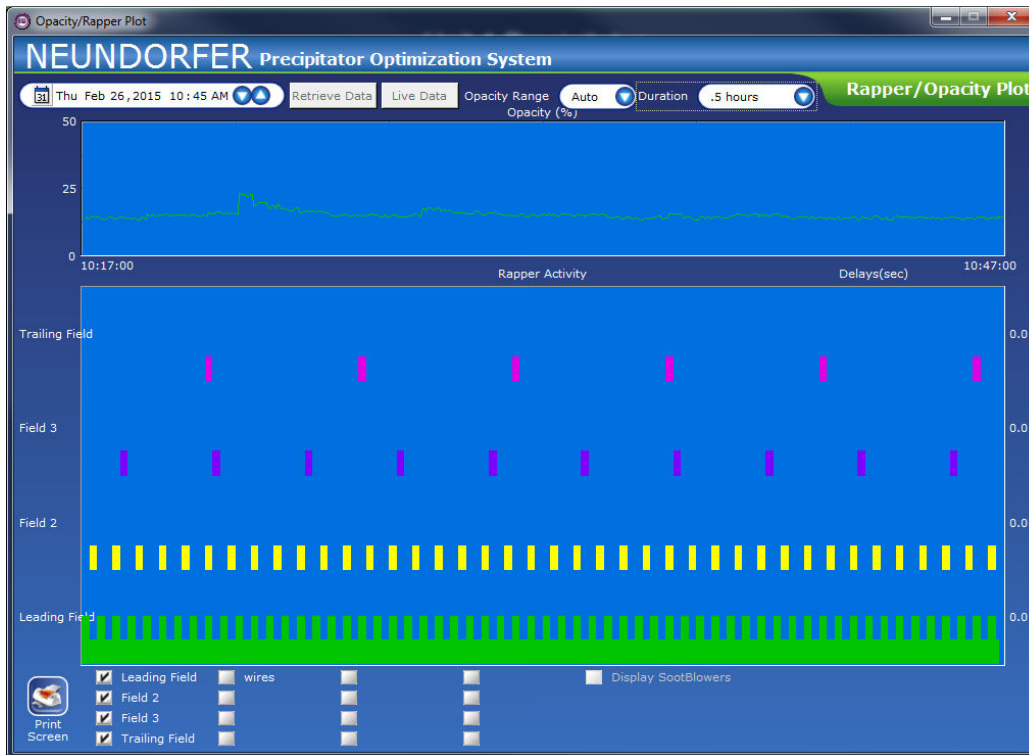 Opacity/Rapper Plot
NEUNDORFER Precipitator Optimization System
31 Thu Feb 26, 2015 10:45 AM Retrieve Data Live Data Opacity Range Auto Duration .5 hours Rapper/Opacity Plot
Opacity (%)
50
25
0
10:17:00 10:47:00
Rapper Activity Delays(sec)
Trailing Field 0.0
Field 3 0.0
Field 2 0.0
Leading Field 0.0
Leading Field wires Display SootBlowers
Field 2
Field 3
Trailing Field
Print
Screen